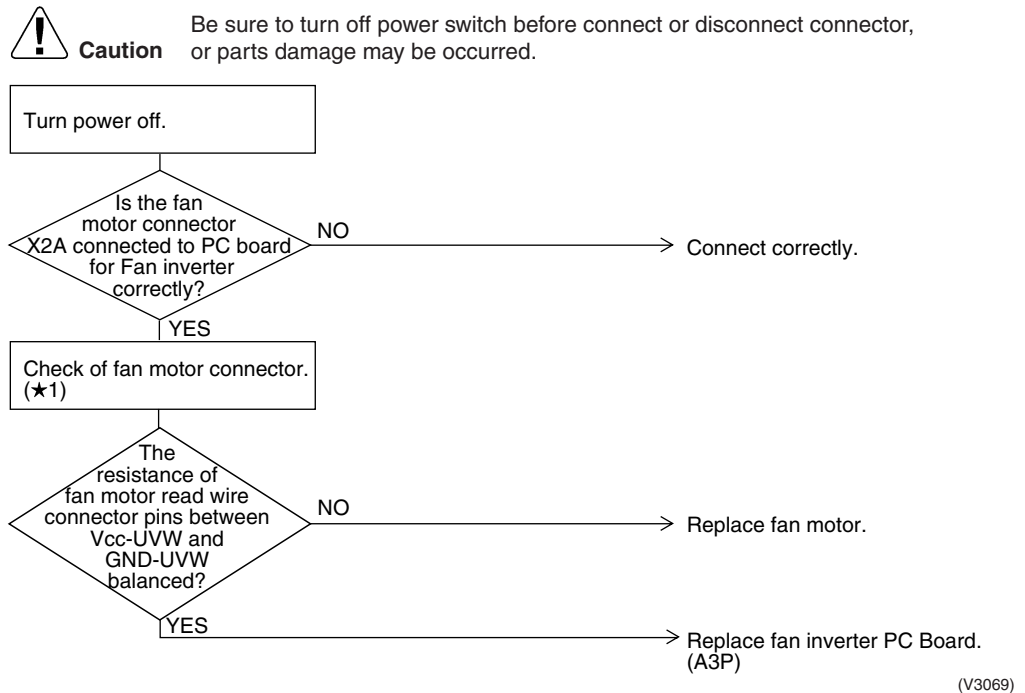 Caution
Be sure to turn off power switch before connect or disconnect connector,
or parts damage may be occurred.
Turn power off.
Is the fan
motor connector
X2A connected to PC board
for Fan inverter
correctly?
NO
Connect correctly.
YES
Check of fan motor connector.
(★1)
The
resistance of
fan motor read wire
connector pins between
Vcc-UVW and
GND-UVW
balanced?
NO
Replace fan motor.
YES
Replace fan inverter PC Board.
(A3P)
(V3069)